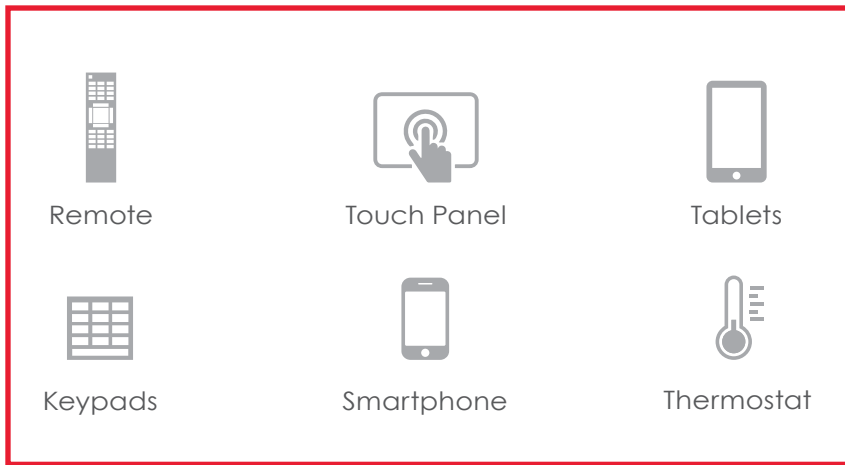 Remote
Touch Panel
Tablets
Keypads
Smartphone
Thermostat